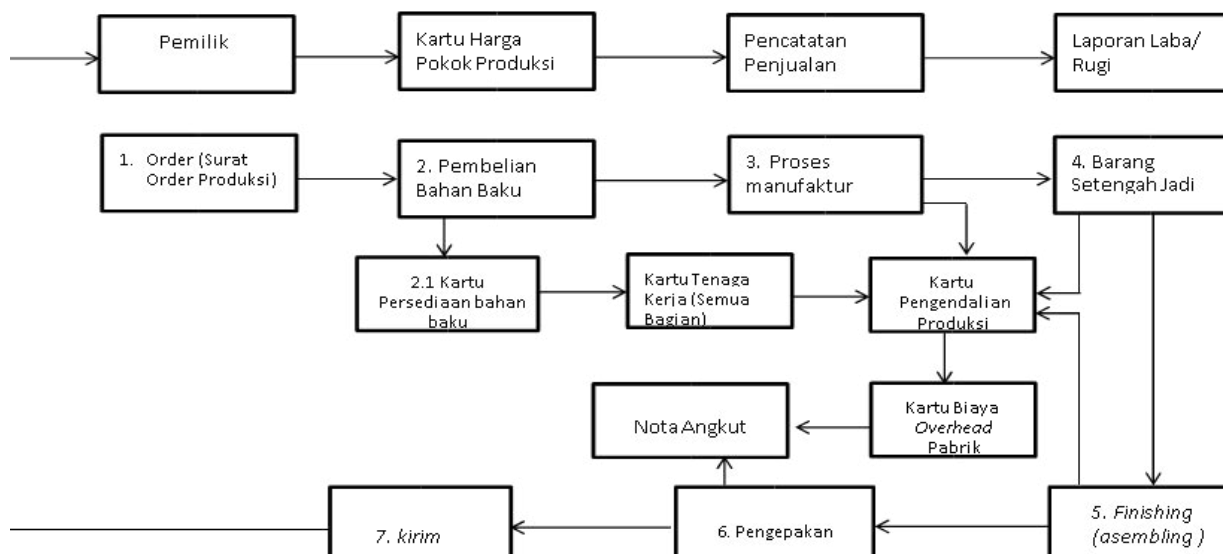 Pemilik
Kartu Harga
Pokok Produksi
Pencatatan
Penjualan
Laporan Laba/
Rugi
1. Order (Surat
Order Produksi)
2. Pembelian
Bahan Baku
3. Proses
manufaktur
4. Barang
Setengah Jadi
2.1 Kartu
Persediaan bahan
baku
Kartu Tenaga
Kerja (Semua
Bagian)
Kartu
Pengendalian
Produksi
Nota Angkut
Kartu Biaya
Overhead
Pabrik
7. kirim
6. Pengepakan
5. Finishing
(asembling )